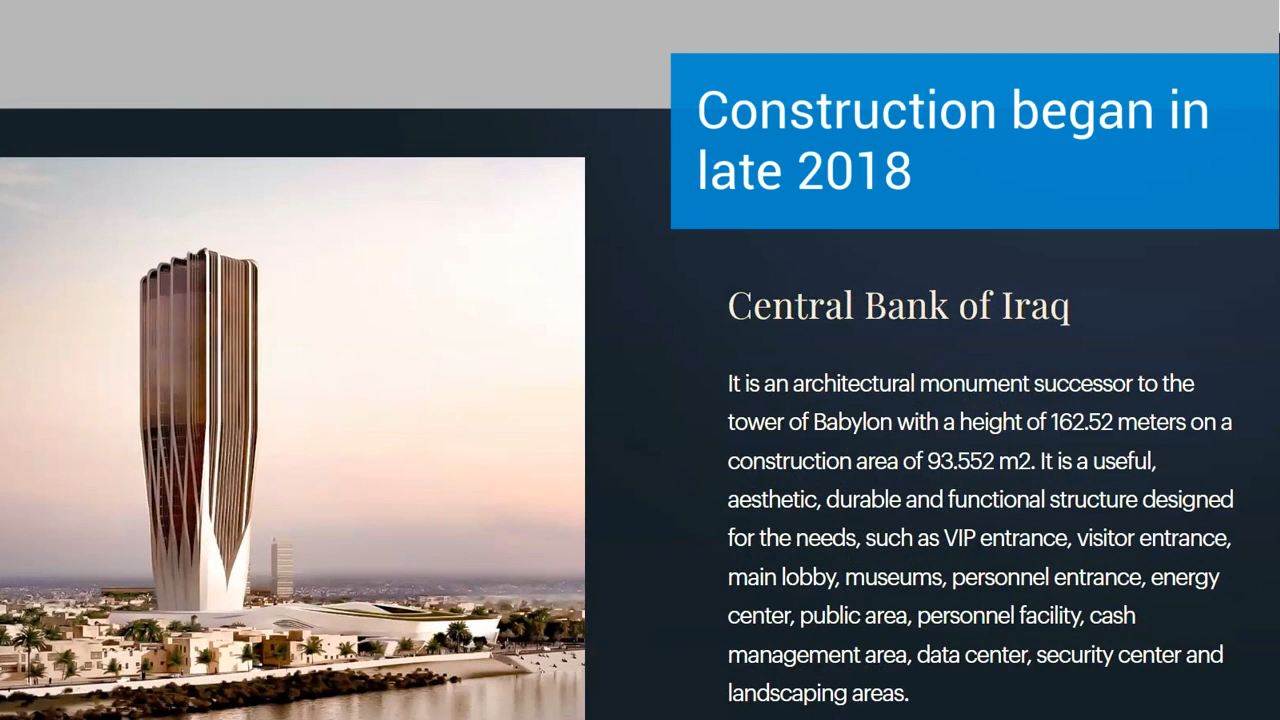 Construction began in
late 2018
Central Bank of Iraq
It is an architectural monument successor to the
tower of Babylon with a height of 162.52 meters on a
construction area of 93.552 m2. It is a useful,
aesthetic, durable and functional structure designed
for the needs, such as VIP entrance, visitor entrance,
main lobby, museums, personnel entrance, energy
center, public area, personnel facility, cash
management area, data center, security center and
landscaping areas.